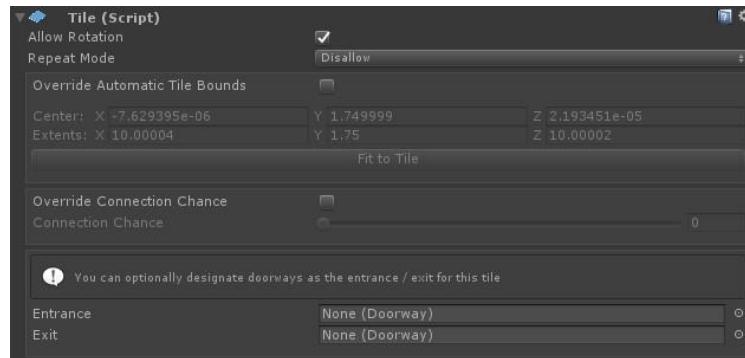 Tile (Script)
Allow Rotation
Repeat Mode Disallow
Override Automatic Tile Bounds
Center: X -7.629395e-06 Y 1.749999 Z 2.193451e-05
Extents: X 10.00004 Y 1.75 Z 10.00002
Fit to Tile
Override Connection Chance
Connection Chance 0
You can optionally designate doorways as the entrance / exit for this tile
Entrance None (Doorway)
Exit None (Doorway)